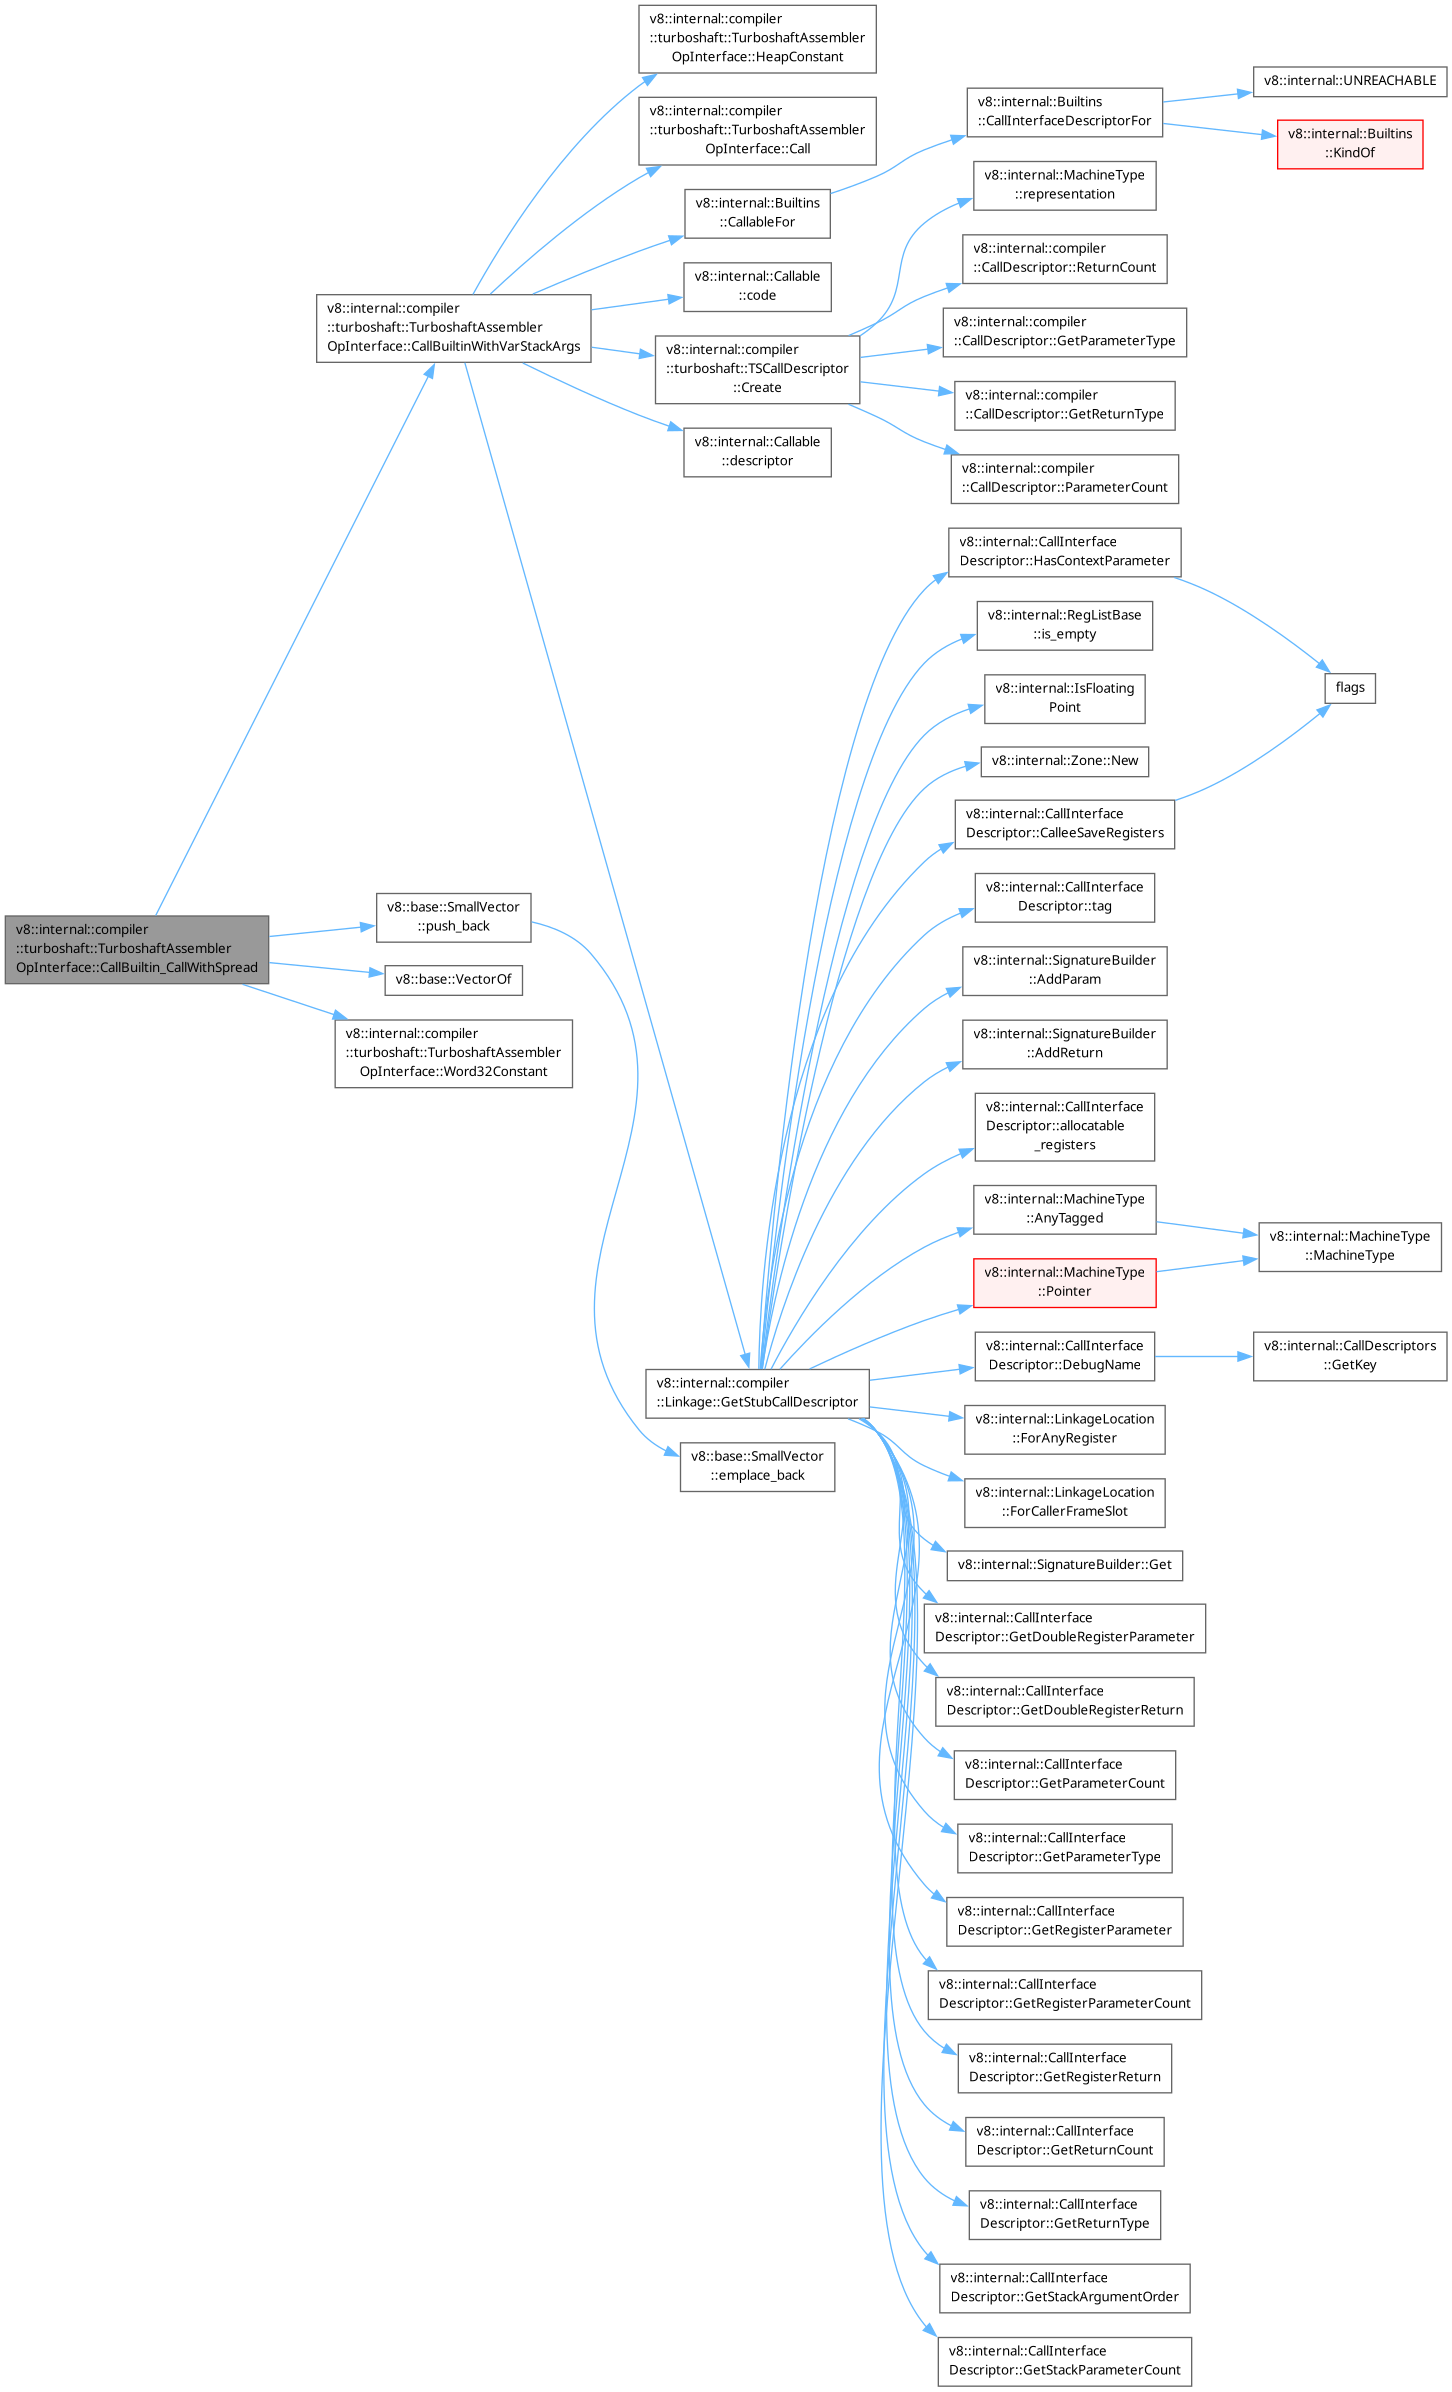 v8::internal::compiler
::turboshaft::TurboshaftAssembler
OpInterface::CallBuiltin_CallWithSpread
v8::internal::compiler
::turboshaft::TurboshaftAssembler
OpInterface::CallBuiltinWithVarStackArgs
v8::base::SmallVector
::push_back
v8::base::VectorOf
v8::internal::compiler
::turboshaft::TurboshaftAssembler
OpInterface::Word32Constant
v8::internal::compiler
::turboshaft::TurboshaftAssembler
OpInterface::HeapConstant
v8::internal::compiler
::turboshaft::TurboshaftAssembler
OpInterface::Call
v8::internal::Builtins
::CallableFor
v8::internal::Callable
::code
v8::internal::compiler
::turboshaft::TSCallDescriptor
::Create
v8::internal::Callable
::descriptor
v8::internal::compiler
::Linkage::GetStubCallDescriptor
v8::base::SmallVector
::emplace_back
v8::internal::Builtins
::CallInterfaceDescriptorFor
v8::internal::MachineType
::representation
v8::internal::compiler
::CallDescriptor::ReturnCount
v8::internal::compiler
::CallDescriptor::GetParameterType
v8::internal::compiler
::CallDescriptor::GetReturnType
v8::internal::compiler
::CallDescriptor::ParameterCount
v8::internal::CallInterface
Descriptor::HasContextParameter
v8::internal::RegListBase
::is_empty
v8::internal::IsFloating
Point
v8::internal::Zone::New
v8::internal::CallInterface
Descriptor::CalleeSaveRegisters
v8::internal::CallInterface
Descriptor::tag
v8::internal::SignatureBuilder
::AddParam
v8::internal::SignatureBuilder
::AddReturn
v8::internal::CallInterface
Descriptor::allocatable
_registers
v8::internal::MachineType
::AnyTagged
v8::internal::MachineType
::Pointer
v8::internal::CallInterface
Descriptor::DebugName
v8::internal::LinkageLocation
::ForAnyRegister
v8::internal::LinkageLocation
::ForCallerFrameSlot
v8::internal::SignatureBuilder::Get
v8::internal::CallInterface
Descriptor::GetDoubleRegisterParameter
v8::internal::CallInterface
Descriptor::GetDoubleRegisterReturn
v8::internal::CallInterface
Descriptor::GetParameterCount
v8::internal::CallInterface
Descriptor::GetParameterType
v8::internal::CallInterface
Descriptor::GetRegisterParameter
v8::internal::CallInterface
Descriptor::GetRegisterParameterCount
v8::internal::CallInterface
Descriptor::GetRegisterReturn
v8::internal::CallInterface
Descriptor::GetReturnCount
v8::internal::CallInterface
Descriptor::GetReturnType
v8::internal::CallInterface
Descriptor::GetStackArgumentOrder
v8::internal::CallInterface
Descriptor::GetStackParameterCount
v8::internal::UNREACHABLE
v8::internal::Builtins
::KindOf
flags
v8::internal::MachineType
::MachineType
v8::internal::CallDescriptors
::GetKey